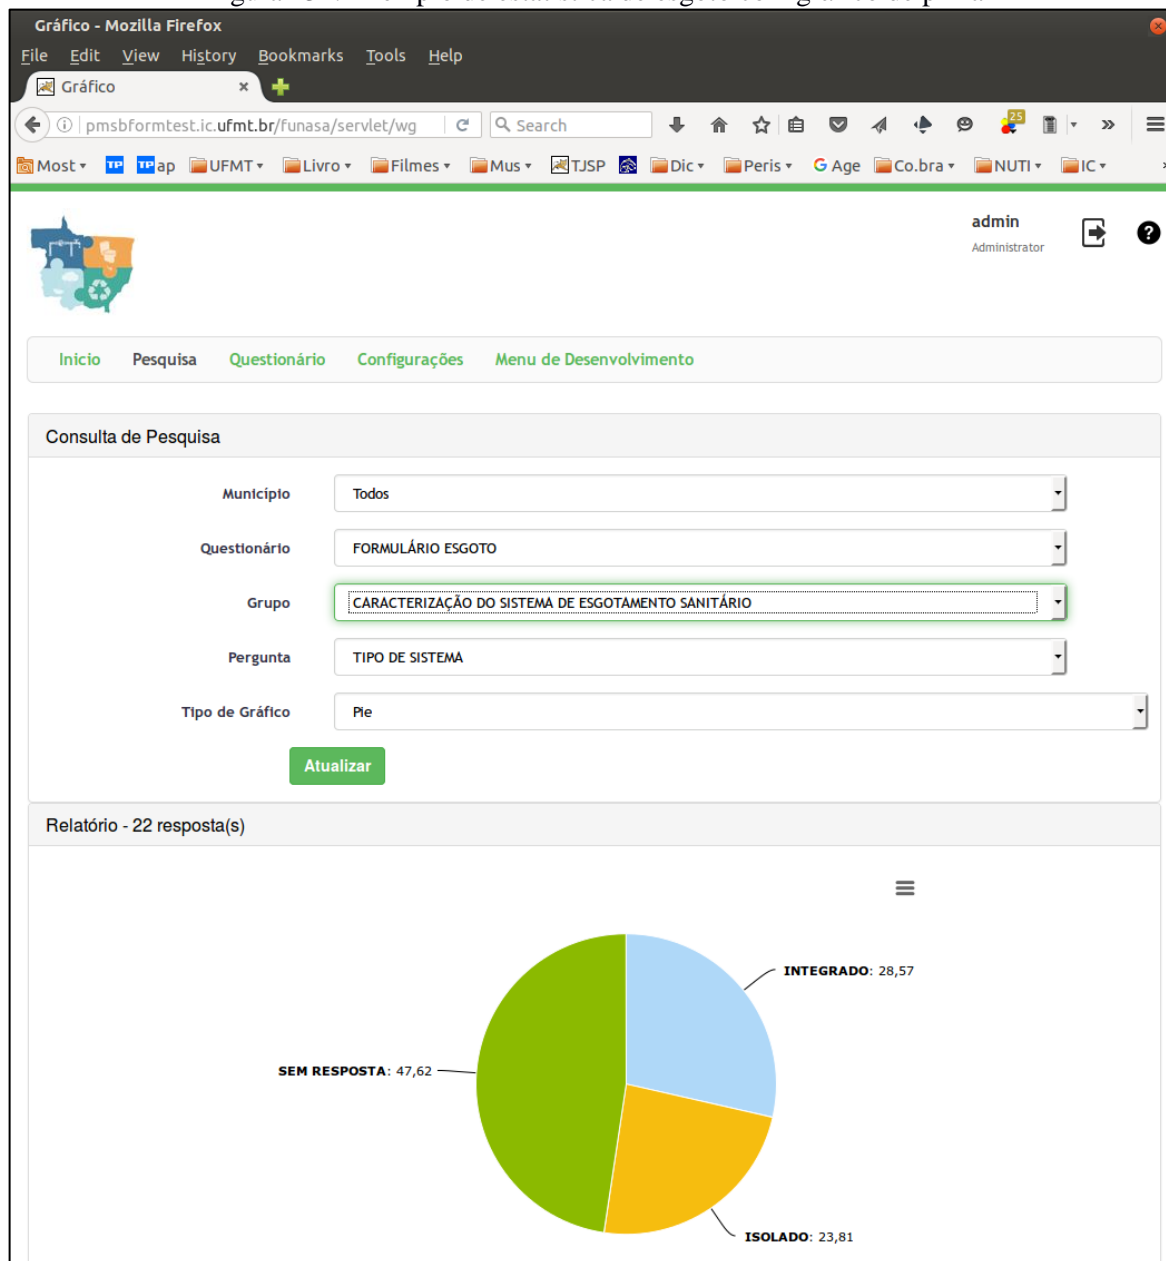 Gráfico - Mozilla Firefox
File Edit View History Bookmarks Tools Help
Gráfico
pmsbformtest.ic.ufmt.br/funasa/servlet/wg Search 25
Most TP TP ap UFMT Livro Filmes Mus TJSP Dic Peris G Age Co.bra NUTI IC
admin
Administrator
Inicio Pesquisa Questionário Configurações Menu de Desenvolvimento
Consulta de Pesquisa
Município Todos
Questionário FORMULÁRIO ESGOTO
Grupo CARACTERIZAÇÃO DO SISTEMA DE ESGOTAMENTO SANITÁRIO
Pergunta TIPO DE SISTEMA
Tipo de Gráfico Pie
Atualizar
Relatório - 22 resposta(s)
INTEGRADO: 28,57
SEM RESPOSTA: 47,62
ISOLADO: 23,81